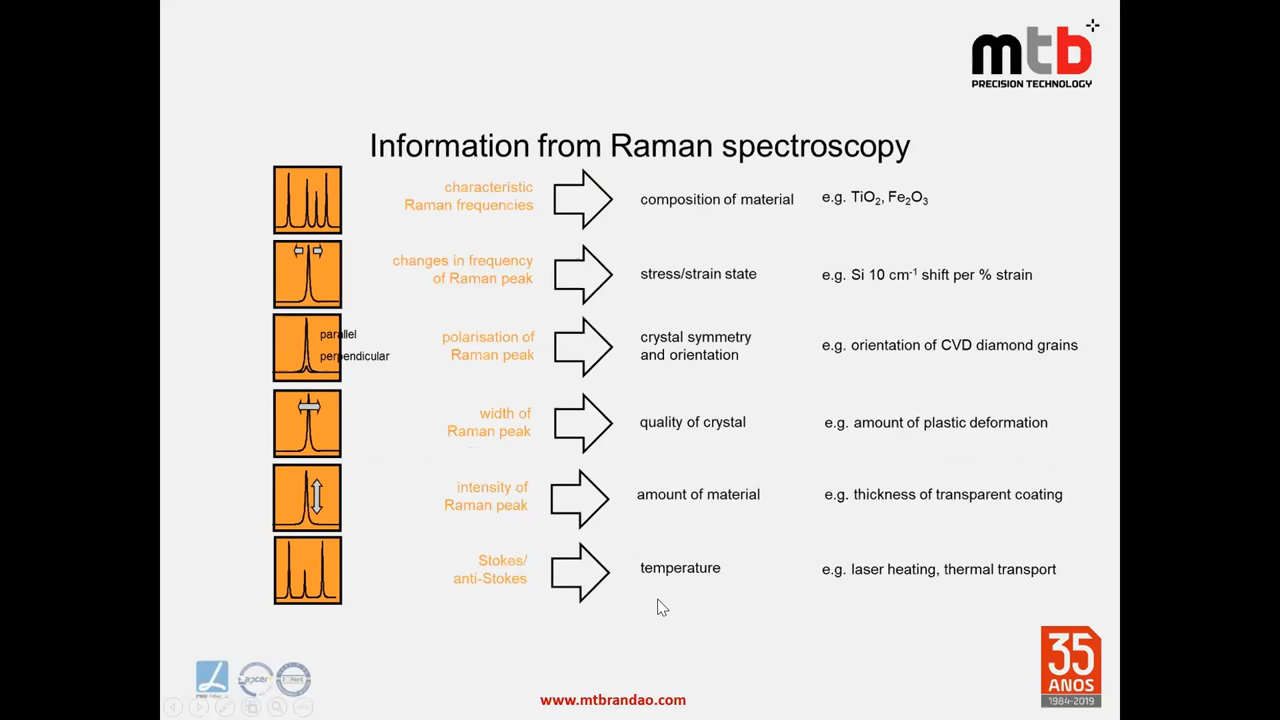 mtb
PRECISION TECHNOLOGY
Information from Raman spectroscopy
characteristic
Raman frequencies
composition of material
e.g. TiO₂, Fe₂O₃
changes in frequency
of Raman peak
stress/strain state
e.g. Si 10 cm⁻¹ shift per % strain
parallel
perpendicular
polarisation of
Raman peak
crystal symmetry
and orientation
e.g. orientation of CVD diamond grains
width of
Raman peak
quality of crystal
e.g. amount of plastic deformation
intensity of
Raman peak
amount of material
e.g. thickness of transparent coating
Stokes/
anti-Stokes
temperature
e.g. laser heating, thermal transport
apcer
www.mtbrandao.com
35
ANOS
1984-2019